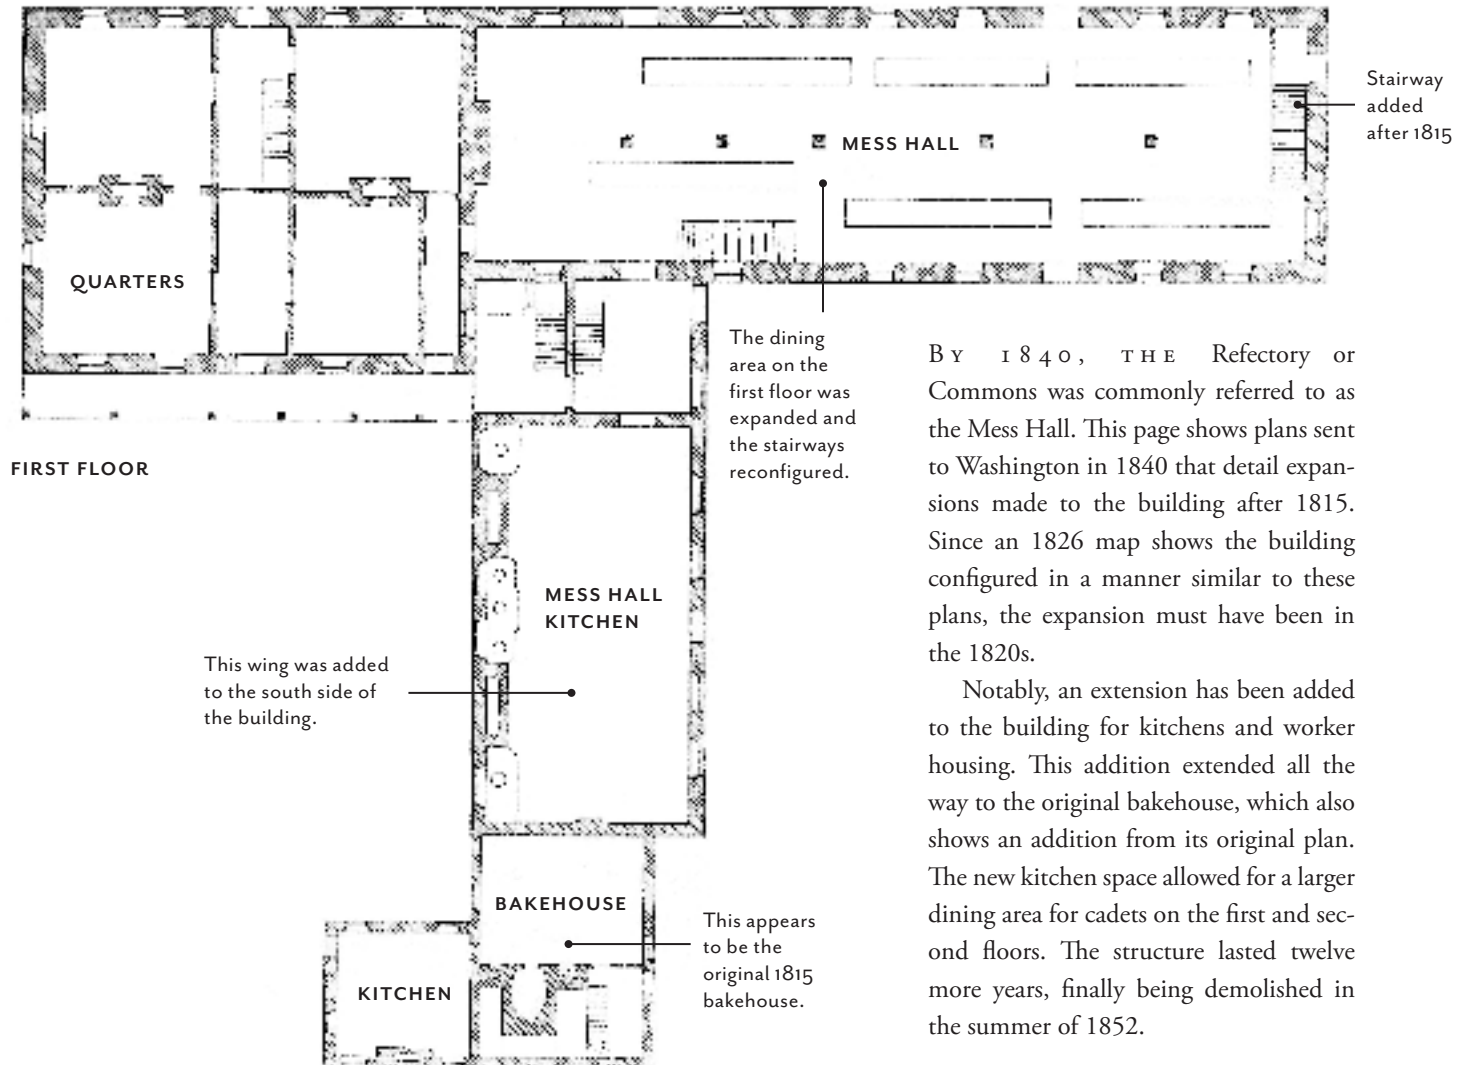 Stairway
added
after 1815
MESS HALL
QUARTERS
The dining
area on the
first floor was
expanded and
the stairways
reconfigured.
FIRST FLOOR
MESS HALL
KITCHEN
This wing was added
to the south side of
the building.
BAKEHOUSE
This appears
to be the
original 1815
bakehouse.
KITCHEN
By 1840, the Refectory or
Commons was commonly referred to as
the Mess Hall. This page shows plans sent
to Washington in 1840 that detail expan-
sions made to the building after 1815.
Since an 1826 map shows the building
configured in a manner similar to these
plans, the expansion must have been in
the 1820s.
Notably, an extension has been added
to the building for kitchens and worker
housing. This addition extended all the
way to the original bakehouse, which also
shows an addition from its original plan.
The new kitchen space allowed for a larger
dining area for cadets on the first and sec-
ond floors. The structure lasted twelve
more years, finally being demolished in
the summer of 1852.